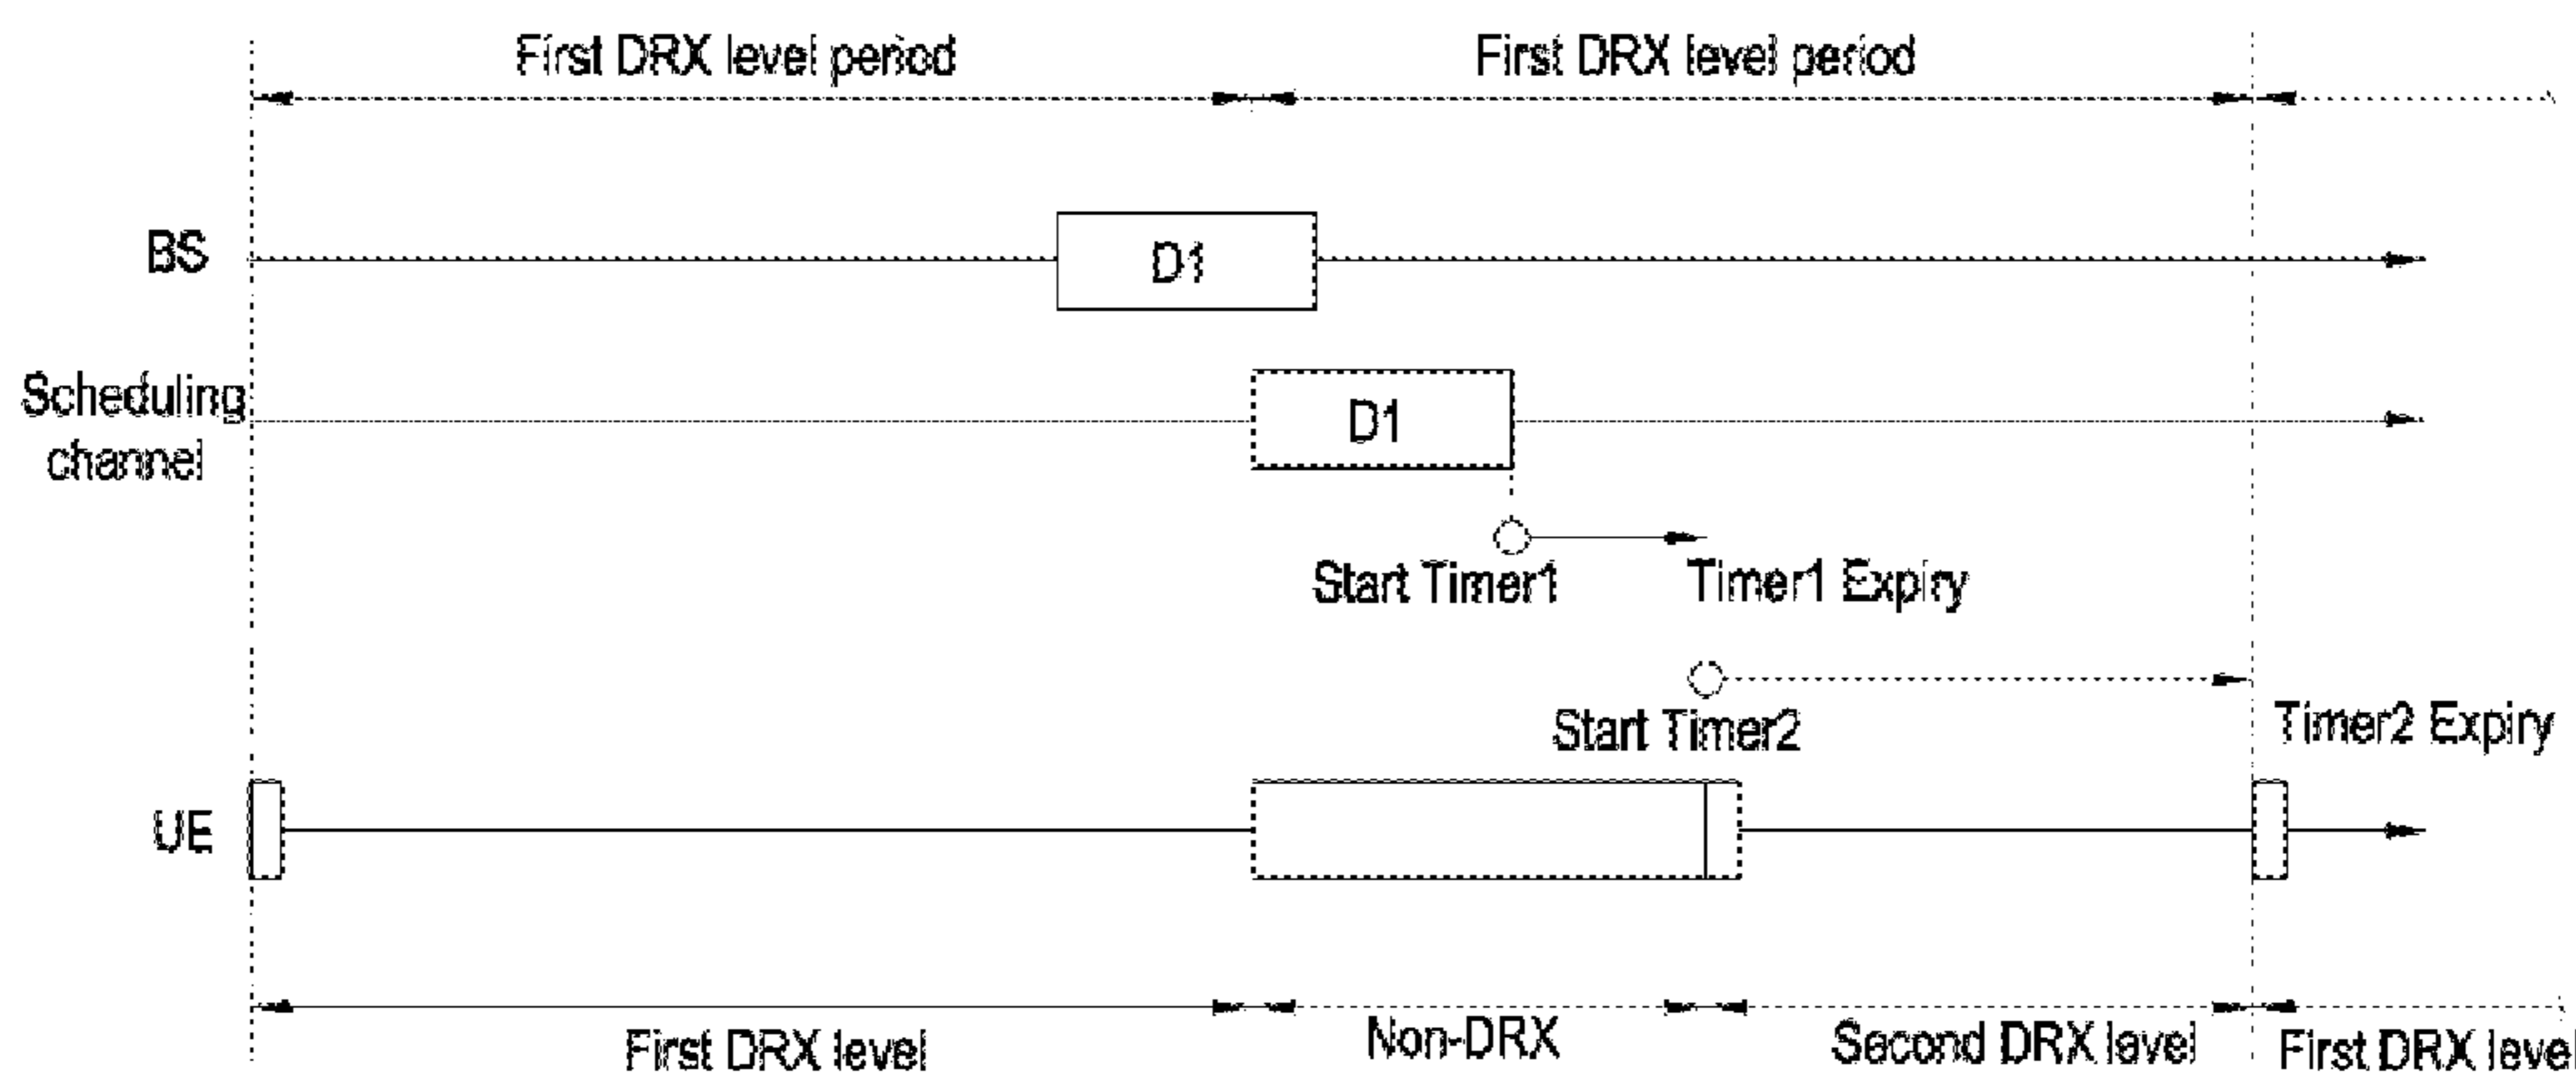 First DRX level period First DRX level period
BS D1
Scheduling
channel D1
Start Timer1 Timer1 Expiry
Start Timer2 Timer2 Expiry
UE
First DRX level Non-DRX Second DRX level First DRX level